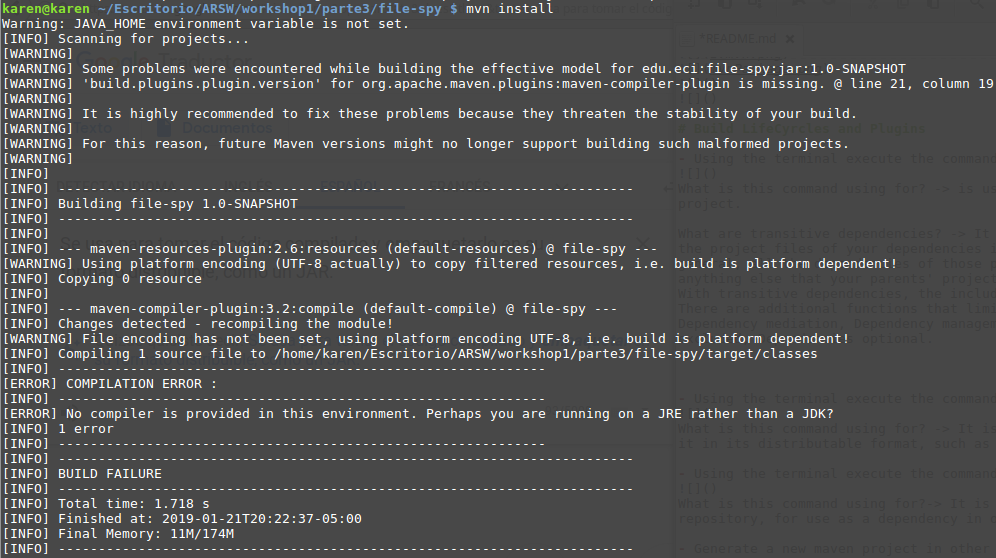 karen@karen ~/Escritorio/ARSW/workshop1/parte3/file-spy $ mvn install
Warning: JAVA_HOME environment variable is not set.
[INFO] Scanning for projects...
[WARNING]
[WARNING] Some problems were encountered while building the effective model for edu.eci:file-spy:jar:1.0-SNAPSHOT
[WARNING] 'build.plugins.plugin.version' for org.apache.maven.plugins:maven-compiler-plugin is missing. @ line 21, column 19
[WARNING]
[WARNING] It is highly recommended to fix these problems because they threaten the stability of your build.
[WARNING]
[WARNING] For this reason, future Maven versions might no longer support building such malformed projects.
[WARNING]
[INFO]
[INFO] ------------------------------------------------------------------------
[INFO] Building file-spy 1.0-SNAPSHOT
[INFO] ------------------------------------------------------------------------
[INFO]
[INFO] --- maven-resources-plugin:2.6:resources (default-resources) @ file-spy ---
[WARNING] Using platform encoding (UTF-8 actually) to copy filtered resources, i.e. build is platform dependent!
[INFO] Copying 0 resource
[INFO]
[INFO] --- maven-compiler-plugin:3.2:compile (default-compile) @ file-spy ---
[INFO] Changes detected - recompiling the module!
[WARNING] File encoding has not been set, using platform encoding UTF-8, i.e. build is platform dependent!
[INFO] Compiling 1 source file to /home/karen/Escritorio/ARSW/workshop1/parte3/file-spy/target/classes
[INFO] -------------------------------------------------------------
[ERROR] COMPILATION ERROR :
[INFO] -------------------------------------------------------------
[ERROR] No compiler is provided in this environment. Perhaps you are running on a JRE rather than a JDK?
[INFO] 1 error
[INFO] -------------------------------------------------------------
[INFO] ------------------------------------------------------------------------
[INFO] BUILD FAILURE
[INFO] ------------------------------------------------------------------------
[INFO] Total time: 1.718 s
[INFO] Finished at: 2019-01-21T20:22:37-05:00
[INFO] Final Memory: 11M/174M
[INFO] ------------------------------------------------------------------------